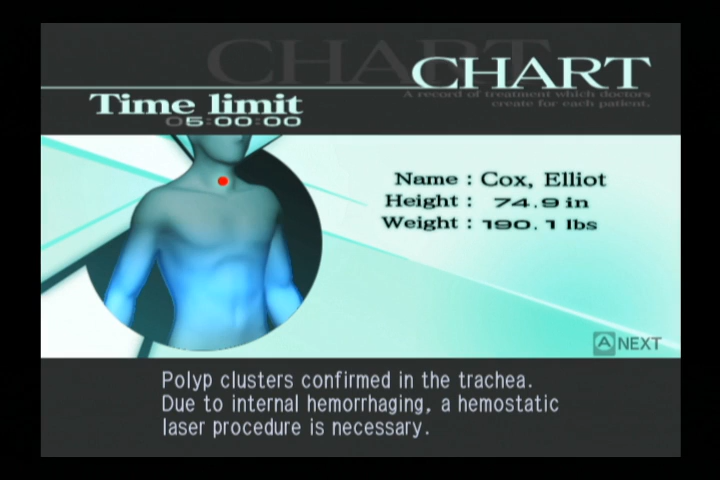 CHART
CHART
A record of treatment which doctors
create for each patient.
Time limit
05:00:00
Name : Cox, Elliot
Height : 74.9 in
Weight : 190.1 lbs
A NEXT
Polyp clusters confirmed in the trachea.
Due to internal hemorrhaging, a hemostatic
laser procedure is necessary.